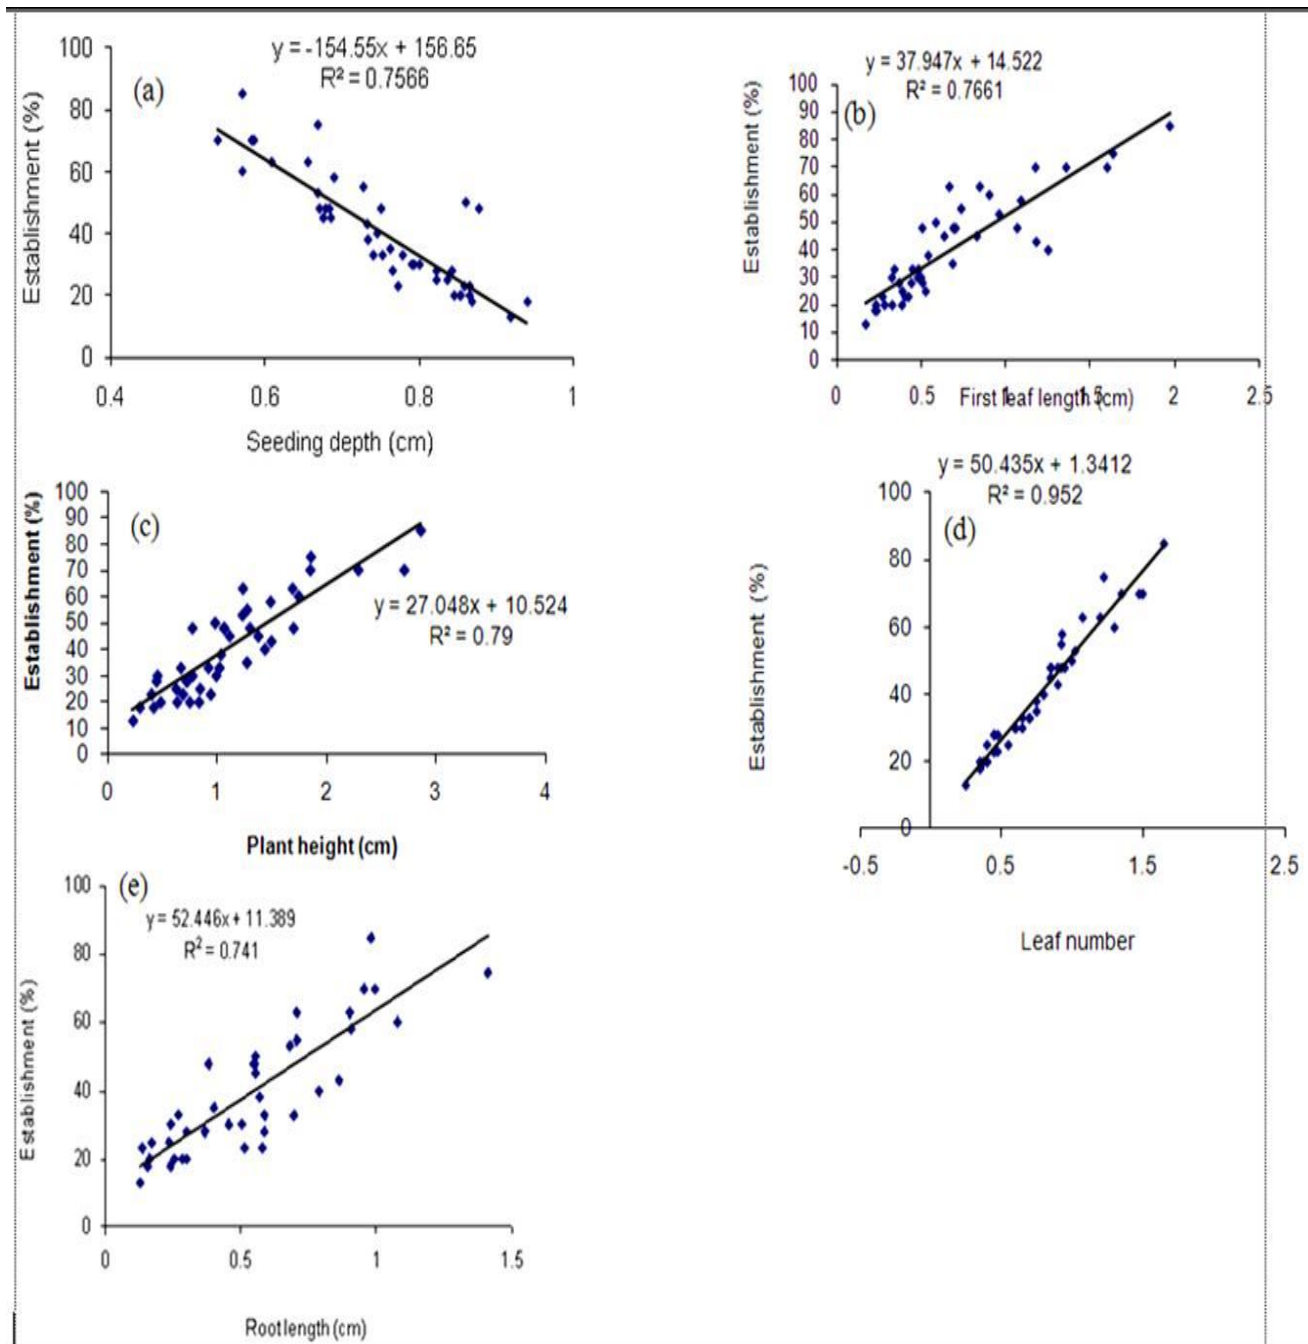 y = -154.55x + 156.65
R² = 0.7566
(a)
Establishment (%)
100
80
60
40
20
0
0.4
0.6
0.8
1
Seeding depth (cm)
y = 37.947x + 14.522
R² = 0.7661
(b)
Establishment (%)
100
90
80
70
60
50
40
30
20
10
0
0
0.5
1
1.5
2
2.5
First leaf length (cm)
y = 27.048x + 10.524
R² = 0.79
(c)
Establishment (%)
100
90
80
70
60
50
40
30
20
10
0
0
1
2
3
4
Plant height (cm)
y = 50.435x + 1.3412
R² = 0.952
(d)
Establishment (%)
100
80
60
40
20
0
-0.5
0.5
1.5
2.5
Leaf number
(e)
y = 52.446x + 11.389
R² = 0.741
Establishment (%)
100
80
60
40
20
0
0
0.5
1
1.5
Root length (cm)